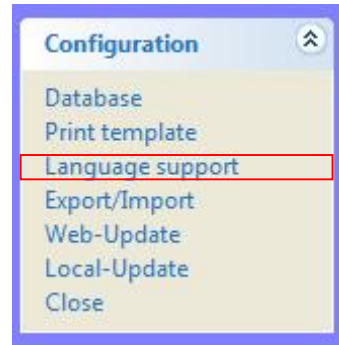 Configuration
Database
Print template
Language support
Export/Import
Web-Update
Local-Update
Close